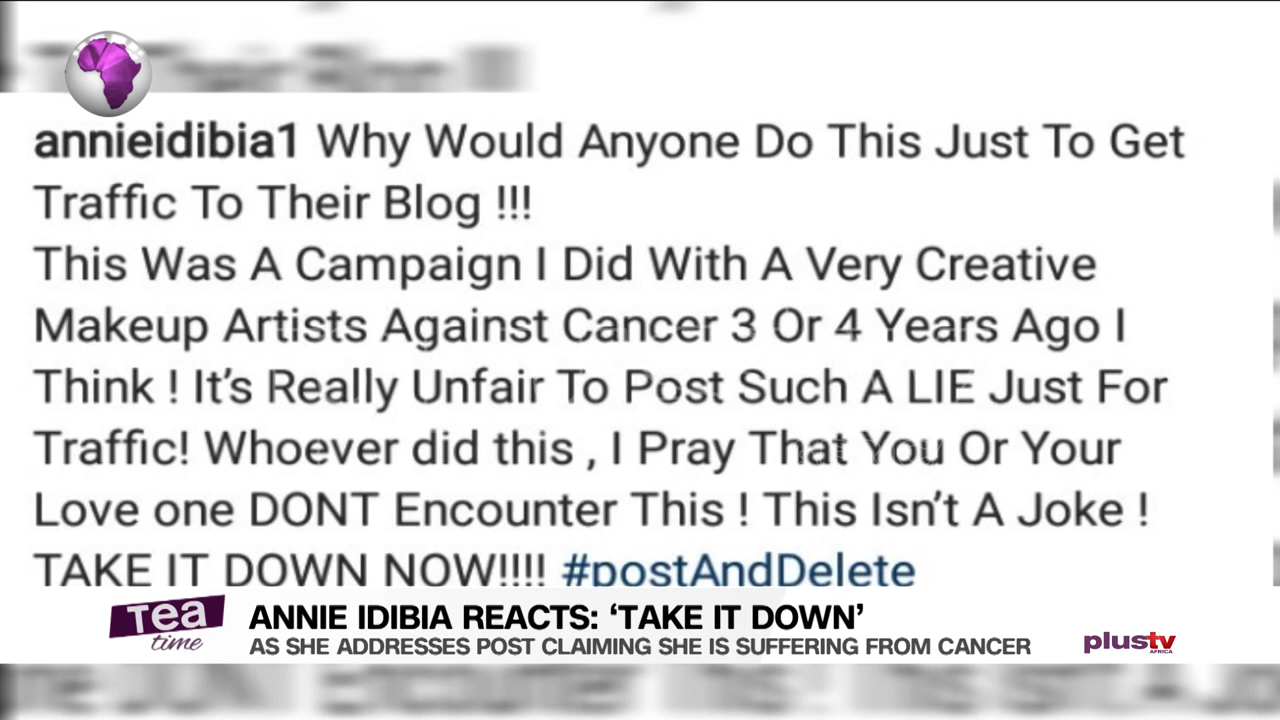 annieidibia1 Why Would Anyone Do This Just To Get
Traffic To Their Blog !!!
This Was A Campaign I Did With A Very Creative
Makeup Artists Against Cancer 3 Or 4 Years Ago I
Think ! It's Really Unfair To Post Such A LIE Just For
Traffic! Whoever did this , I Pray That You Or Your
Love one DONT Encounter This ! This Isn't A Joke !
TAKE IT DOWN NOW!!!! #postAndDelete
Tea
time
ANNIE IDIBIA REACTS: ‘TAKE IT DOWN’
AS SHE ADDRESSES POST CLAIMING SHE IS SUFFERING FROM CANCER
plustv
AFRICA